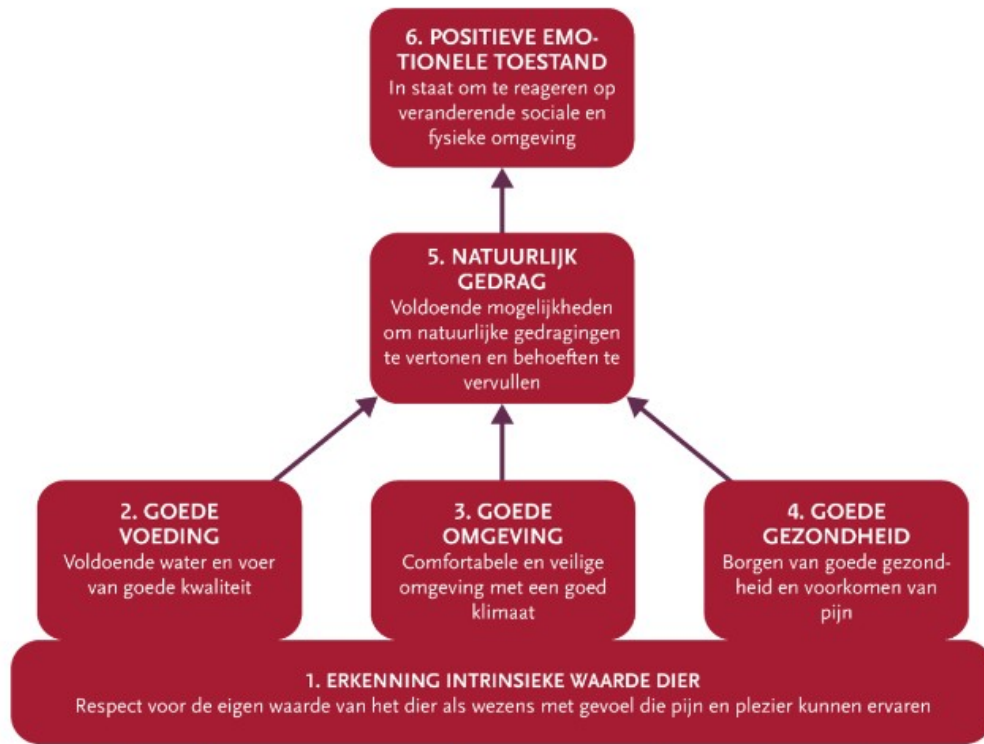 6. POSITIEVE EMO-
TIONELE TOESTAND
In staat om te reageren op
veranderende sociale en
fysieke omgeving
5. NATUURLIJK
GEDRAG
Voldoende mogelijkheden
om natuurlijke gedragingen
te vertonen en behoeften te
vervullen
2. GOEDE
VOEDING
Voldoende water en voer
van goede kwaliteit
3. GOEDE
OMGEVING
Comfortabele en veilige
omgeving met een goed
klimaat
4. GOEDE
GEZONDHEID
Borgen van goede gezond-
heid en voorkomen van
pijn
1. ERKENNING INTRINSIEKE WAARDE DIER
Respect voor de eigen waarde van het dier als wezens met gevoel die pijn en plezier kunnen ervaren